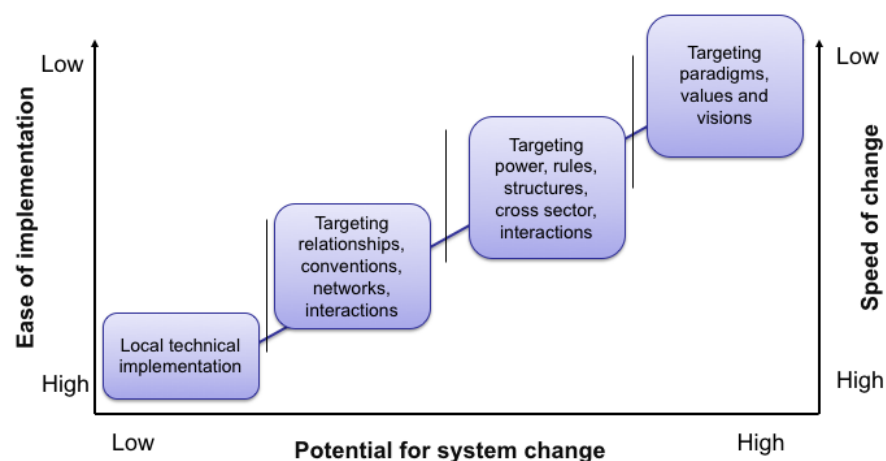 Low
Ease of implementation
High
Local technical
implementation
Targeting
relationships,
conventions,
networks,
interactions
Targeting
power, rules,
structures,
cross sector,
interactions
Targeting
paradigms,
values and
visions
Low
Speed of change
High
Low
Potential for system change
High